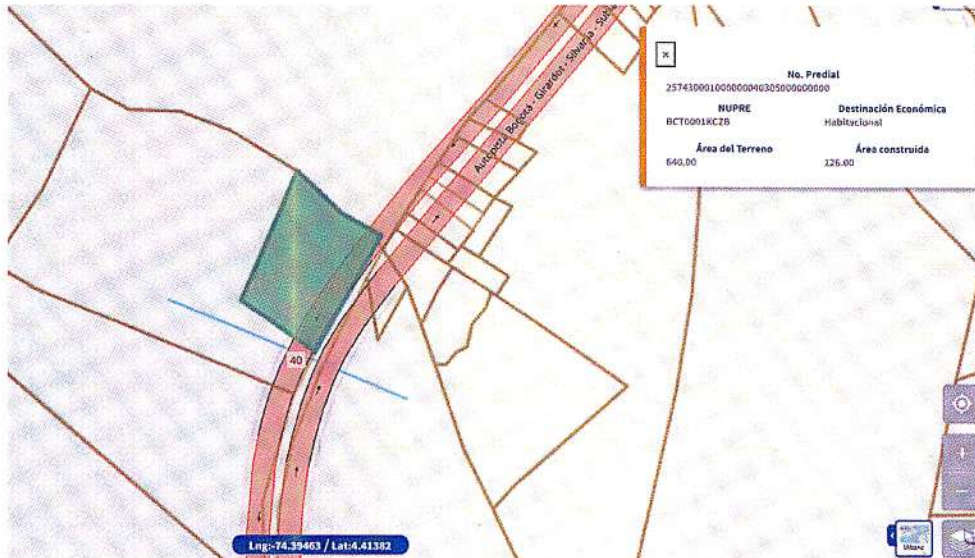 ×
No. Predial
257430001000000040305000000000
NUPRE
Destinación Económica
BCT0001KCZB
Habitacional
Área del Terreno
Área construida
640.00
126.00
Autopista Bogotá - Girardot - Silvania -
40
+
Lng:-74.39463 / Lat:4.41382